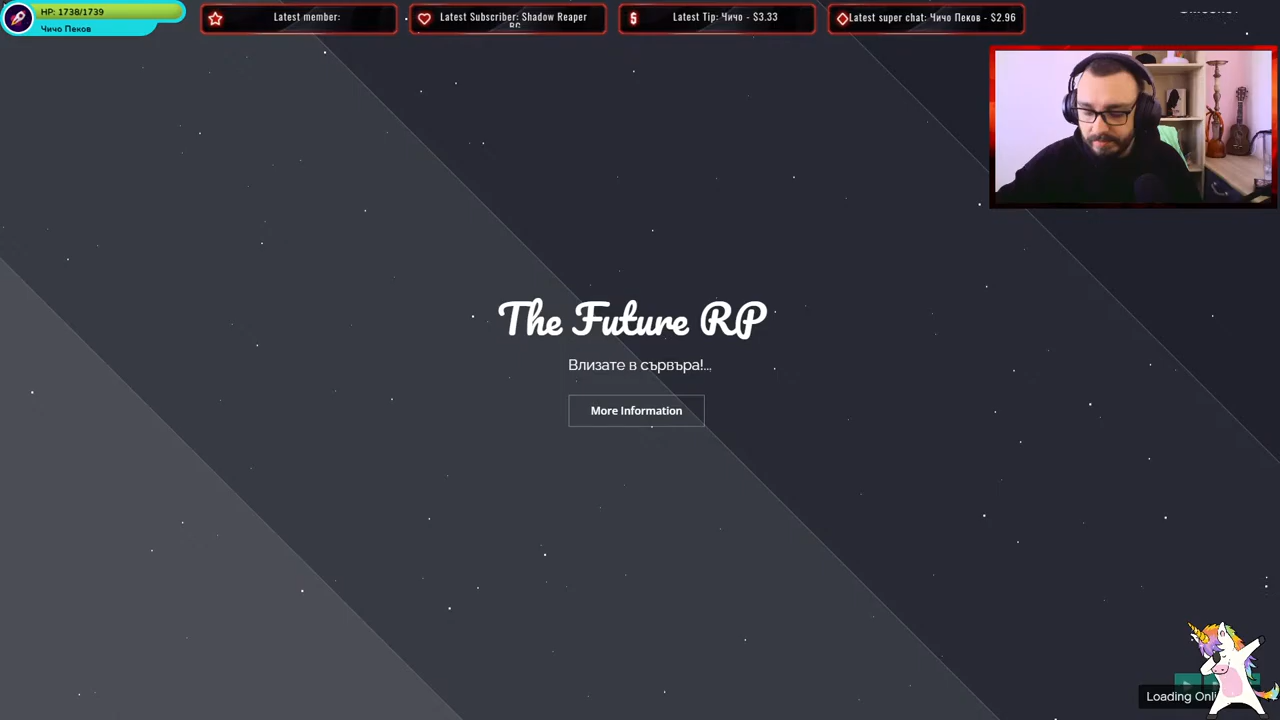 HP: 1738/1739
Чичо Пеков
Latest member:
Latest Subscriber: Shadow Reaper
Latest Tip: Чичо - $3.33
Latest super chat: Чичо Пеков - $2.96
The Future RP
Влизате в сървъра!...
More Information
Loading